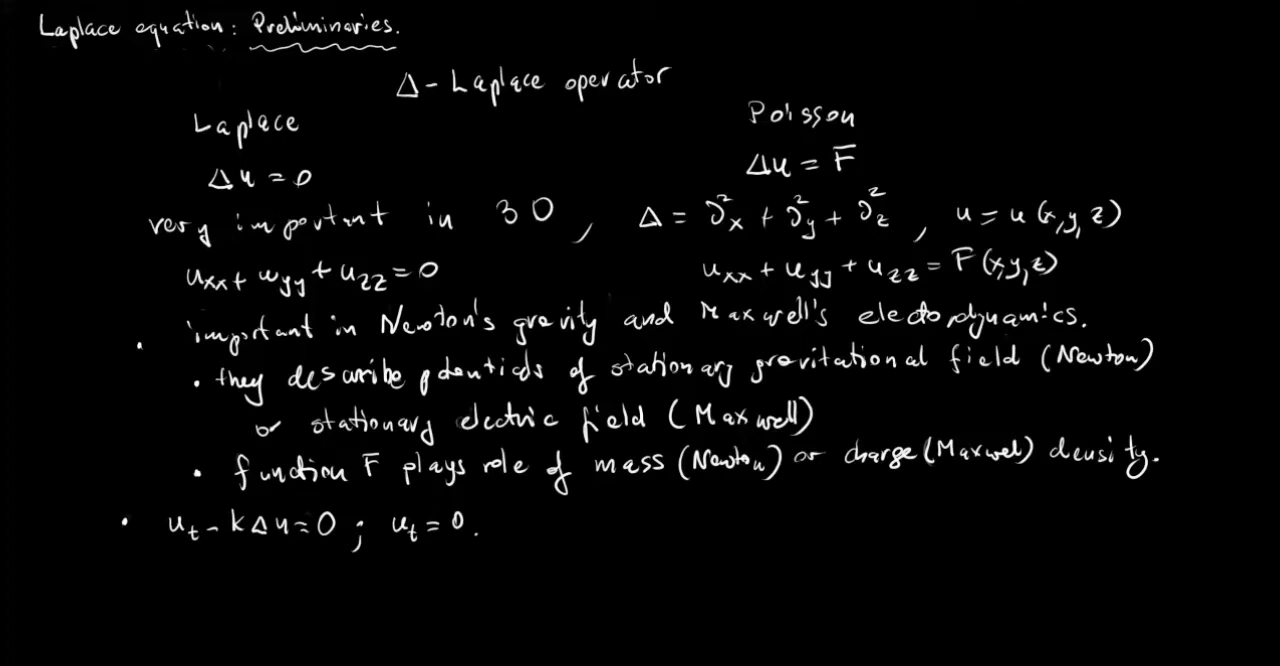 Laplace equation: Preliminaries.
Δ - Laplace operator
Laplace Poisson
Δu = 0 Δu = F
very important in 3D, Δ = ∂²x + ∂²y + ∂²z, u = u(x,y,z)
uxx + uyy + uzz = 0 uxx + uyy + uzz = F(x,y,z)
• important in Newton's gravity and Maxwell's electodynamics.
• they describe potentials of stationary gravitational field (Newton)
or stationary electric field (Maxwell)
• function F plays role of mass (Newton) or charge (Maxwel) density.
• ut - kΔu = 0; ut = 0.